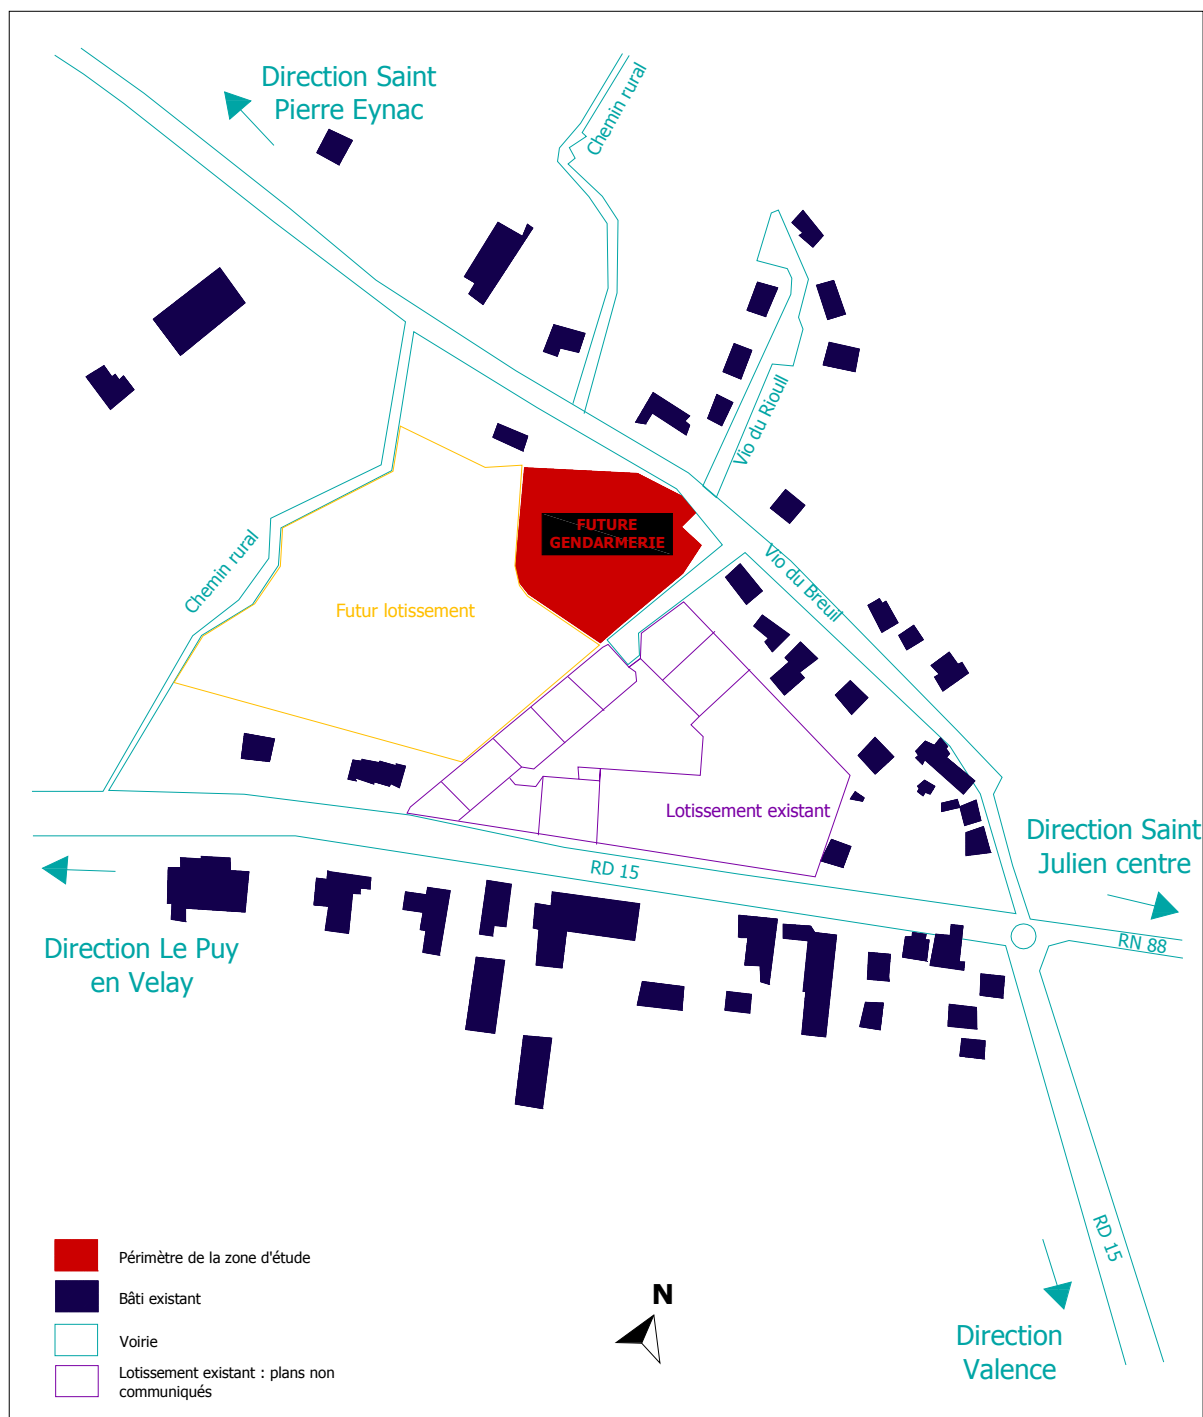 Direction Saint
Pierre Eynac
Chemin rural
Vio du Rioull
FUTURE
GENDARMERIE
Vio du Breuil
Chemin rural
Futur lotissement
Lotissement existant
Direction Saint
Julien centre
RD 15
RN 88
Direction Le Puy
en Velay
RD 15
Périmètre de la zone d'étude
Bâti existant
Voirie
Lotissement existant : plans non
communiqués
N
Direction
Valence